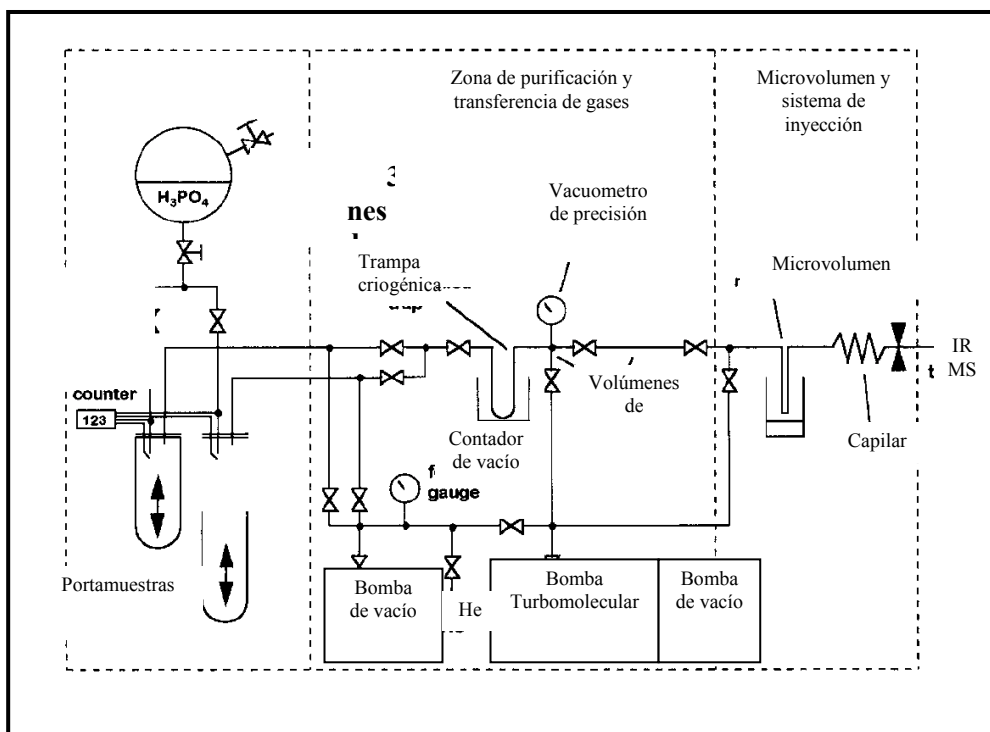 Zona de purificación y
transferencia de gases
Microvolumen y
sistema de
inyección
H₃PO₄
3
nes
Vacuometro
de precisión
Trampa
criogénica
Microvolumen
r
IR
MS
t
counter
123
Volúmenes
de
Contador
de vacío
Capilar
f
gauge
Portamuestras
Bomba
de vacío
He
Bomba
Turbomolecular
Bomba
de vacío